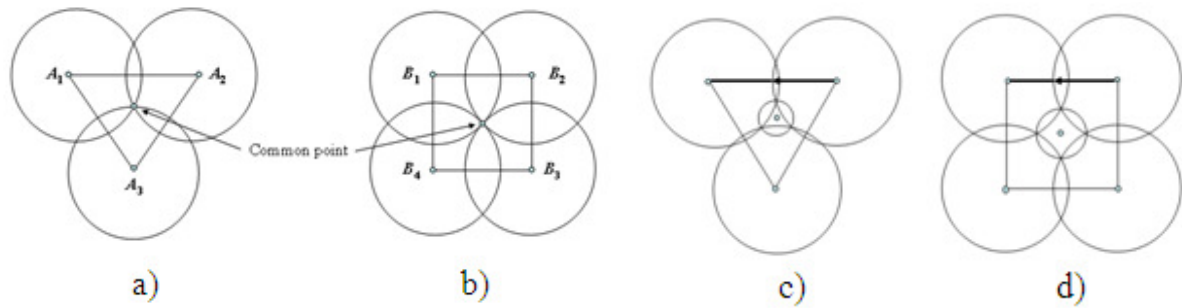 A1 A2 B1 B2
Common point
A3 B4 B3
a) b) c) d)